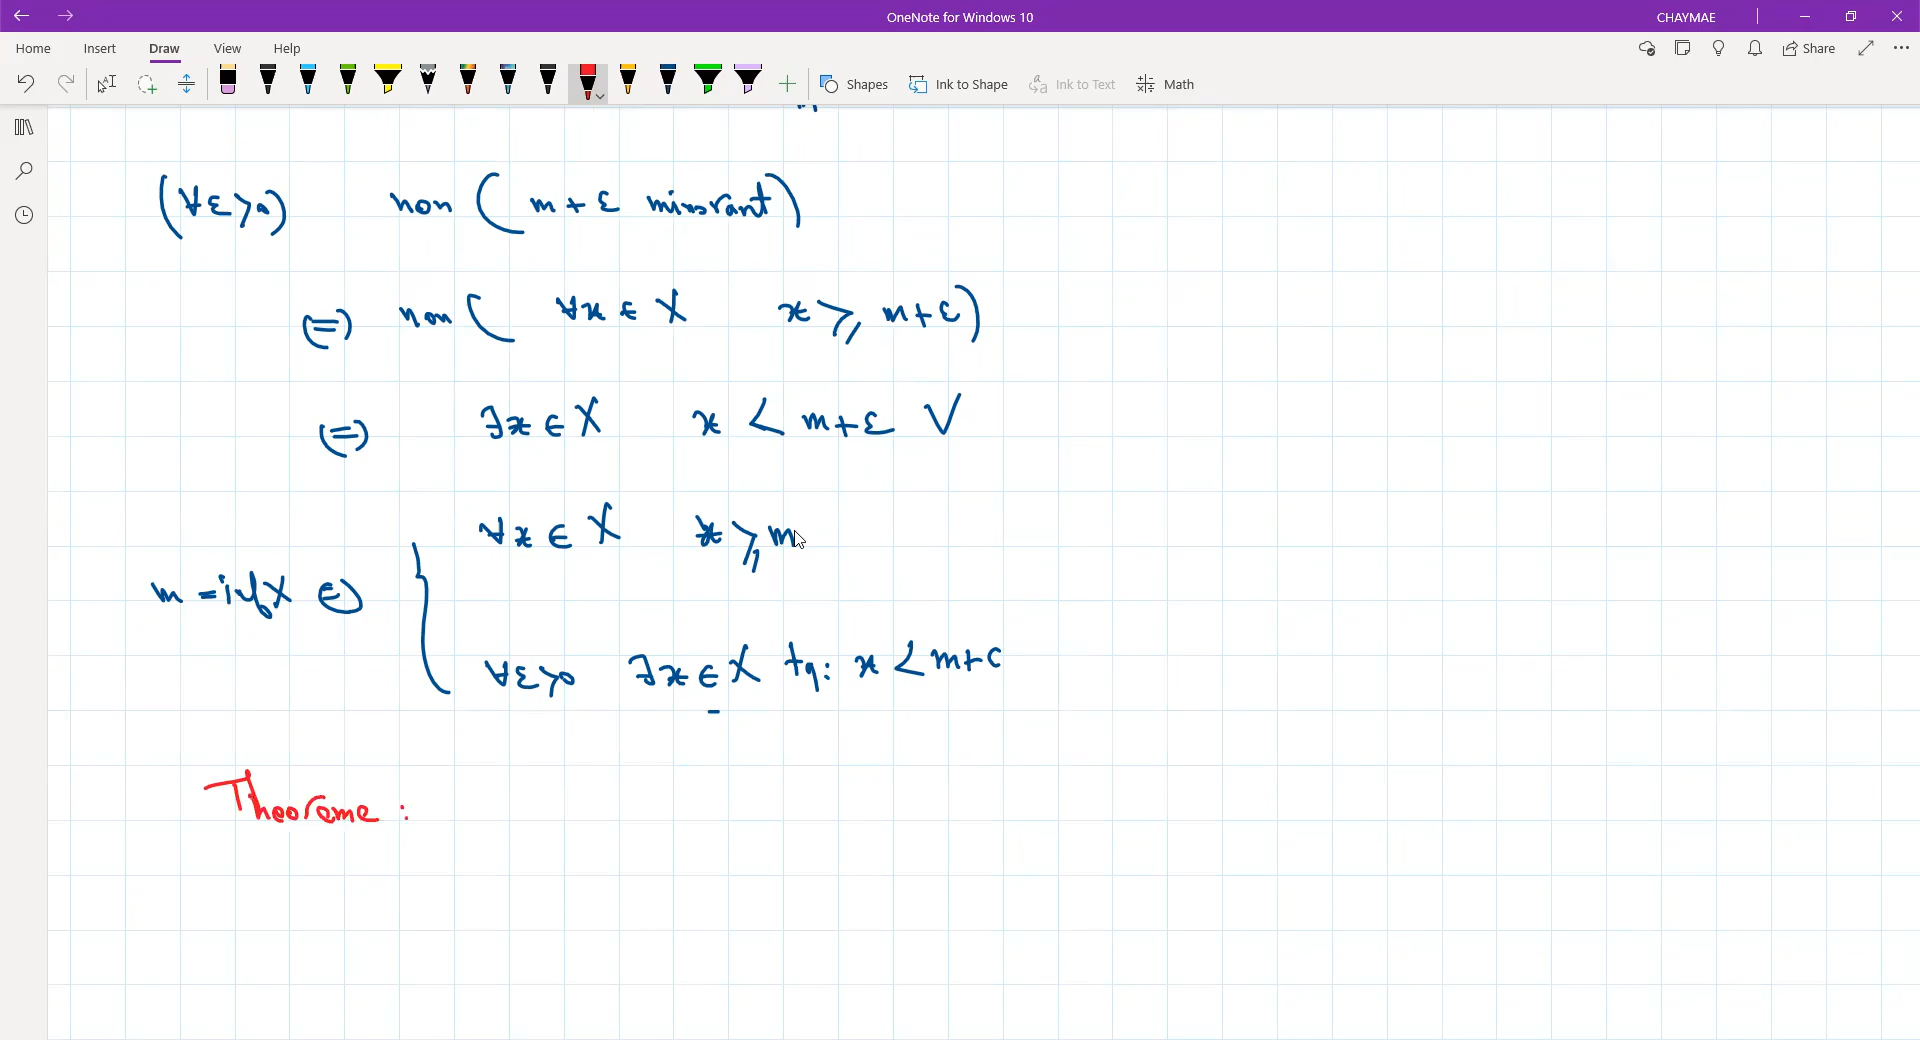 OneNote for Windows 10
CHAYMAE
Home Insert Draw View Help
Share
Shapes Ink to Shape Ink to Text Math
(∀ε>0) non (m+ε minorant)
(=) non ( ∀x ∈ X x ⩾ m+ε)
(=) ∃x ∈ X x < m+ε
∀x ∈ X x ⩾ m
m = inf X (=) {
∀ε>0 ∃x ∈ X tq: x < m+ε
Theoreme :